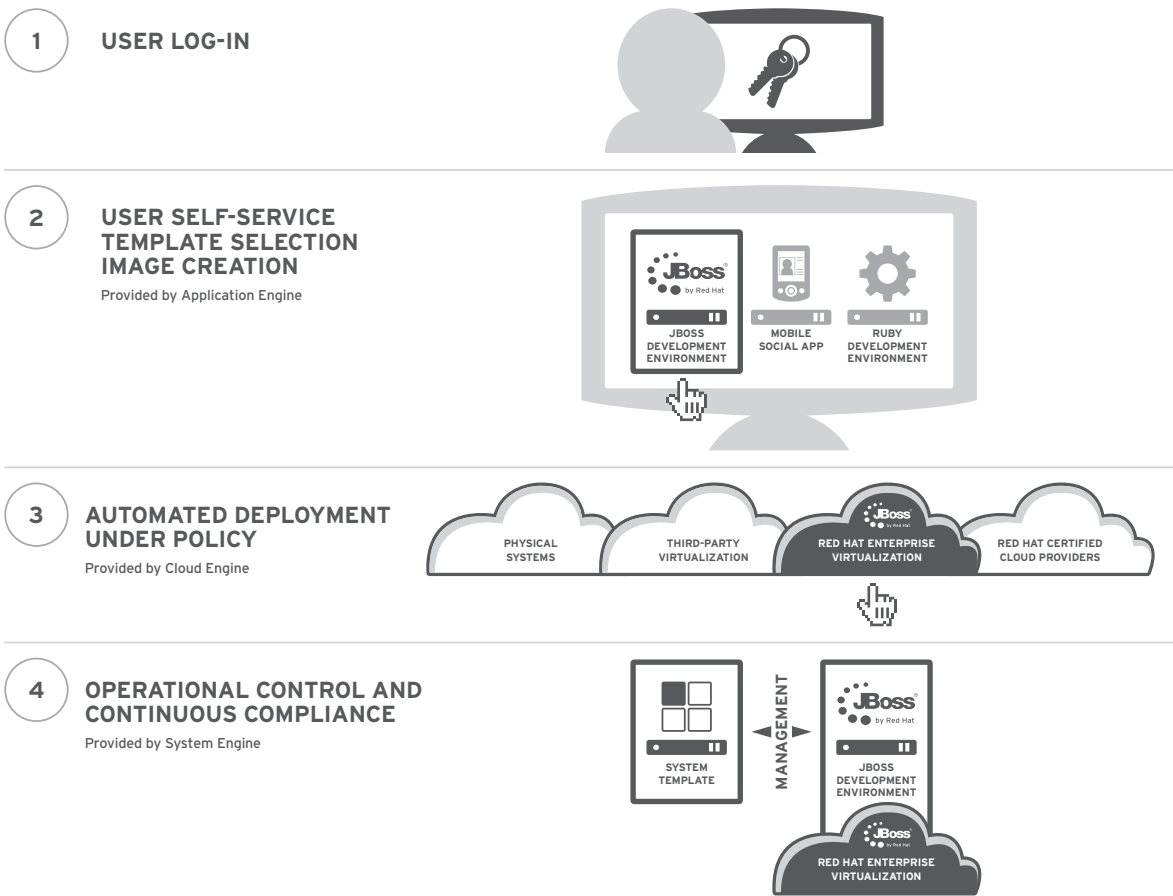 1
USER LOG-IN
2
USER SELF-SERVICE
TEMPLATE SELECTION
IMAGE CREATION
Provided by Application Engine
JBoss®
by Red Hat
JBOSS
DEVELOPMENT
ENVIRONMENT
MOBILE
SOCIAL APP
RUBY
DEVELOPMENT
ENVIRONMENT
3
AUTOMATED DEPLOYMENT
UNDER POLICY
Provided by Cloud Engine
PHYSICAL
SYSTEMS
THIRD-PARTY
VIRTUALIZATION
JBoss®
by Red Hat
RED HAT ENTERPRISE
VIRTUALIZATION
RED HAT CERTIFIED
CLOUD PROVIDERS
4
OPERATIONAL CONTROL AND
CONTINUOUS COMPLIANCE
Provided by System Engine
SYSTEM
TEMPLATE
MANAGEMENT
JBoss®
by Red Hat
JBOSS
DEVELOPMENT
ENVIRONMENT
JBoss®
by Red Hat
RED HAT ENTERPRISE
VIRTUALIZATION